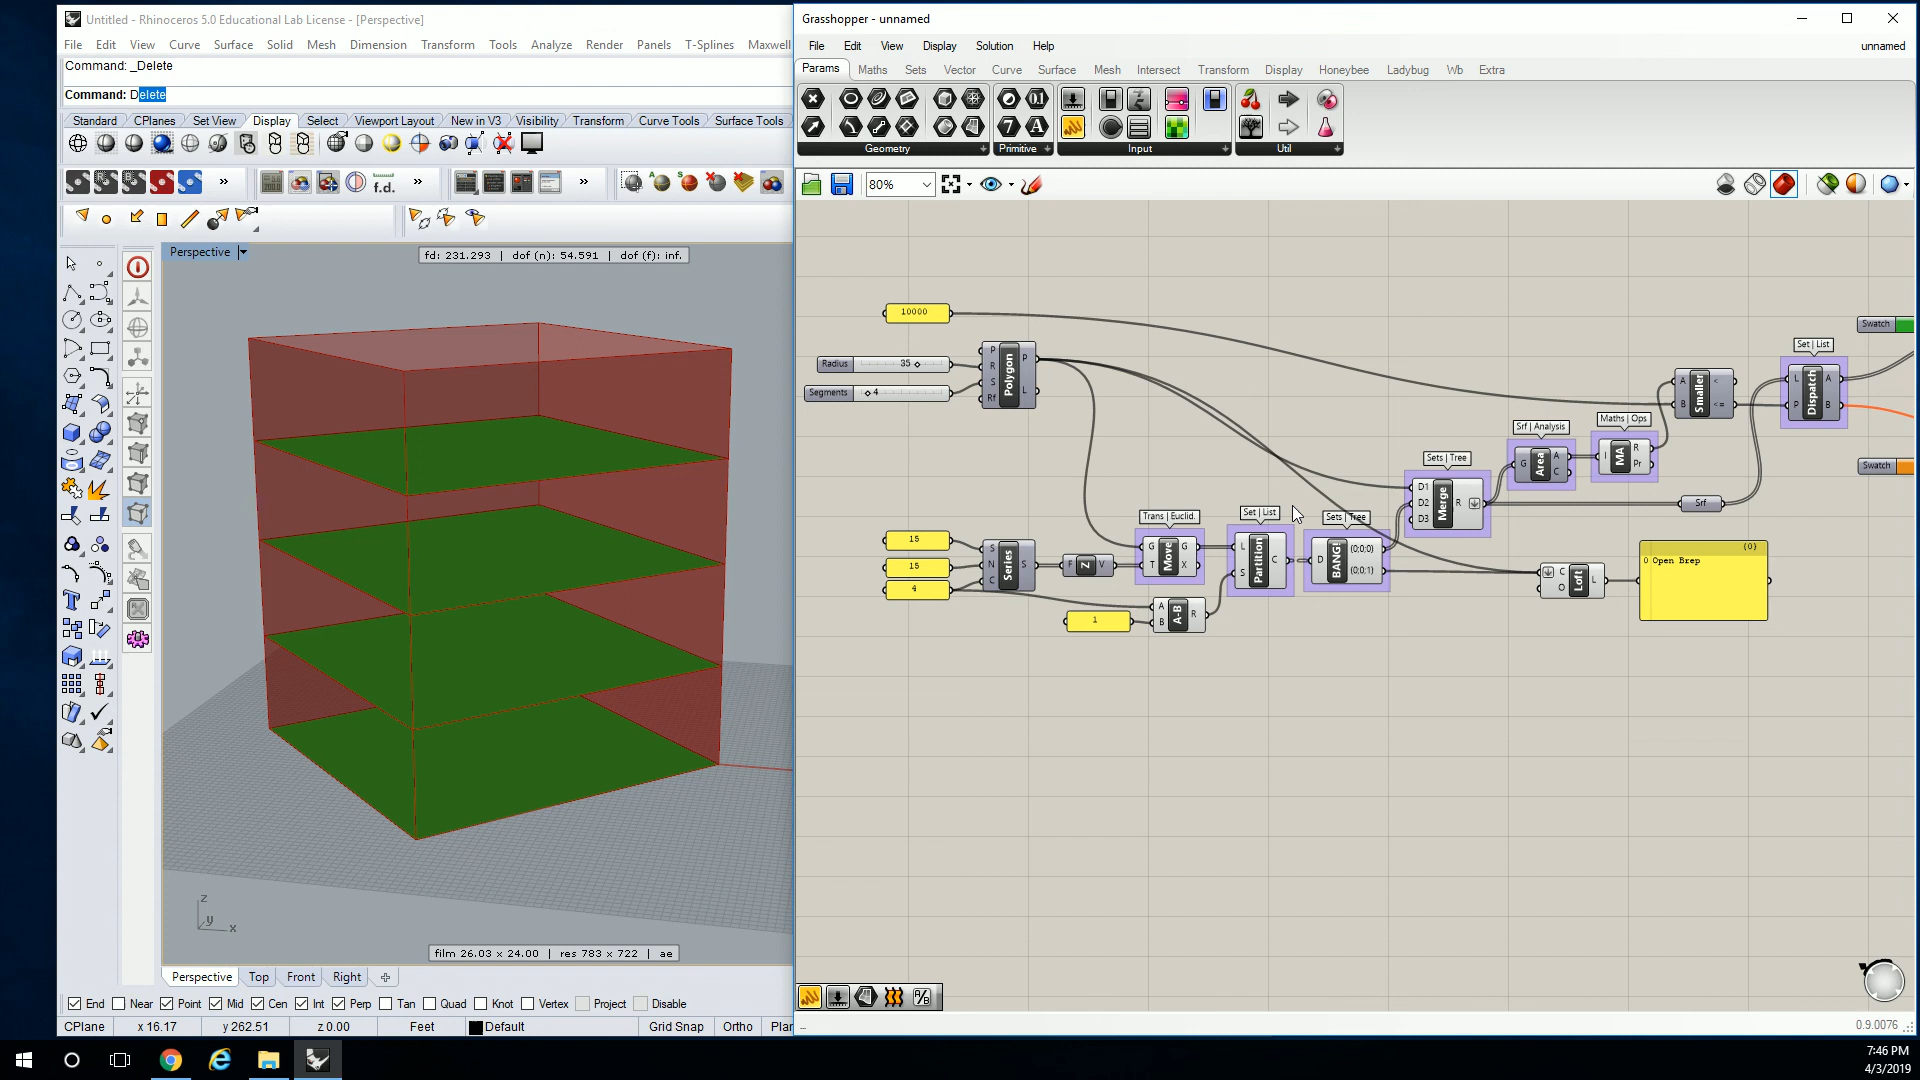 Untitled - Rhinoceros 5.0 Educational Lab License - [Perspective]
File Edit View Curve Surface Solid Mesh Dimension Transform Tools Analyze Render Panels T-Splines Maxwell
Command: _Delete
Command: Delete
Standard CPlanes Set View Display Select Viewport Layout New in V3 Visibility Transform Curve Tools Surface Tools
f.d.
Perspective
fd: 231.293 | dof (n): 54.591 | dof (f): inf.
z
y
x
film 26.03 x 24.00 | res 783 x 722 | ae
Perspective Top Front Right
End Near Point Mid Cen Int Perp Tan Quad Knot Vertex Project Disable
CPlane x 16.17 y 262.51 z 0.00 Feet Default Grid Snap Ortho Plan
Grasshopper - unnamed
File Edit View Display Solution Help unnamed
Params Maths Sets Vector Curve Surface Mesh Intersect Transform Display Honeybee Ladybug Wb Extra
Geometry Primitive Input Util
80%
10000
Radius 35
Segments 4
P R S Rf Polygon P L
15
15
4
S N C Series S
F Z V
Trans | Euclid.
G T Move G X
Set | List
L S Partition C
Sets | Tree
D BANG! {0;0;0} {0;0;1}
1
A B A-B R
Sets | Tree
D1 D2 D3 Merge R
Srf | Analysis
G Area A C
Maths | Ops
I MA R Pr
A B Smaller < <=
Set | List
L P Dispatch A B
Swatch
Swatch
Srf
C O Loft L
{0}
0 Open Brep
0.9.0076
7:46 PM
4/3/2019